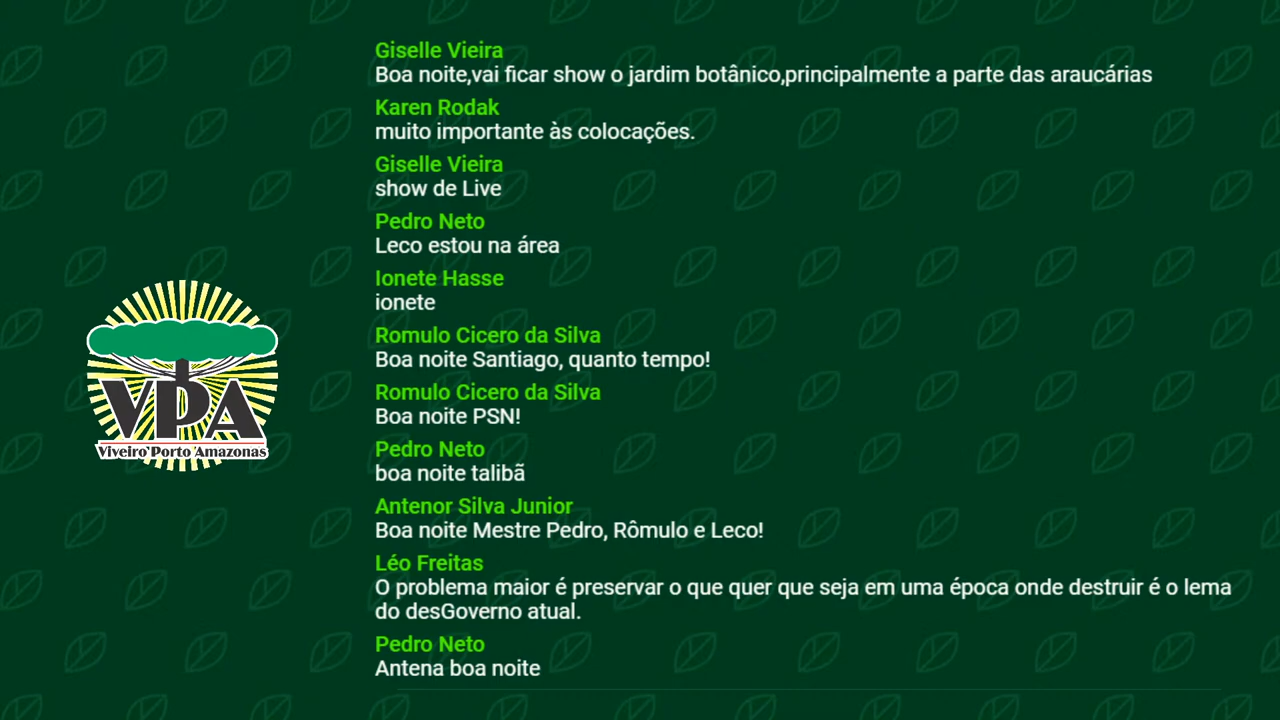 Giselle Vieira
Boa noite,vai ficar show o jardim botânico,principalmente a parte das araucárias
Karen Rodak
muito importante às colocações.
Giselle Vieira
show de Live
Pedro Neto
Leco estou na área
Ionete Hasse
ionete
Romulo Cicero da Silva
Boa noite Santiago, quanto tempo!
Romulo Cicero da Silva
Boa noite PSN!
Pedro Neto
boa noite talibã
Antenor Silva Junior
Boa noite Mestre Pedro, Rômulo e Leco!
Léo Freitas
O problema maior é preservar o que quer que seja em uma época onde destruir é o lema
do desGoverno atual.
Pedro Neto
Antena boa noite
VPA
Viveiro Porto Amazonas